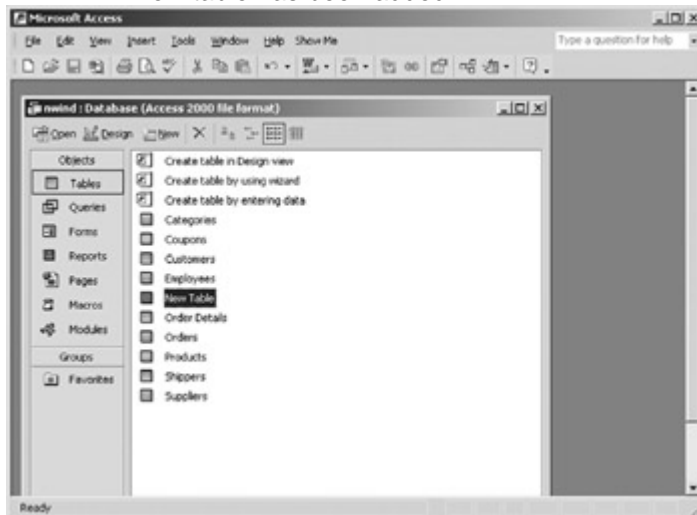 Microsoft Access
File Edit View Insert Tools Window Help Show Me
Type a question for help
nwind : Database (Access 2000 file format)
Open Design New
Objects
Tables
Queries
Forms
Reports
Pages
Macros
Modules
Groups
Favorites
Create table in Design view
Create table by using wizard
Create table by entering data
Categories
Coupons
Customers
Employees
New Table
Order Details
Orders
Products
Shippers
Suppliers
Ready